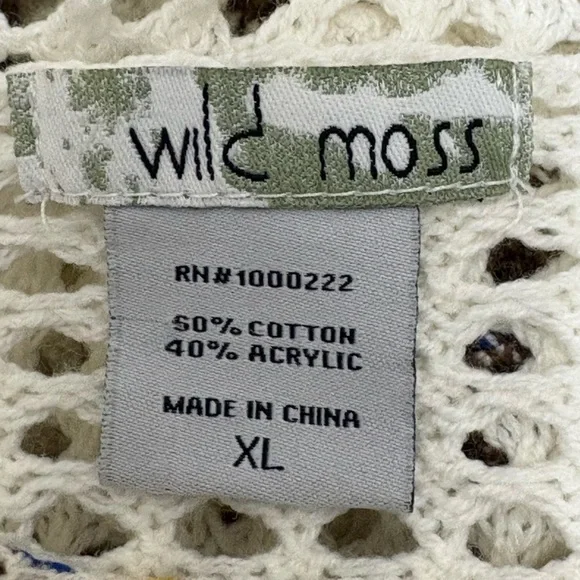 wild moss
RN#1000222
60% COTTON
40% ACRYLIC
MADE IN CHINA
XL